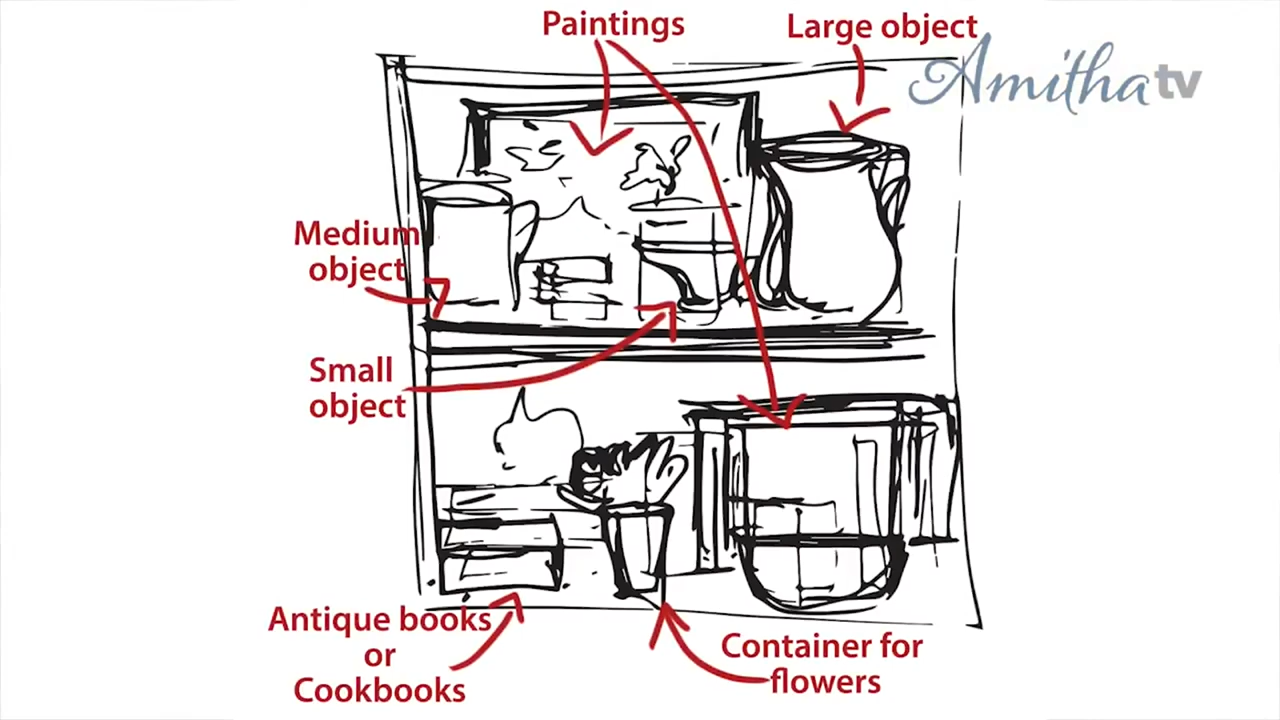 Paintings
Large object
Amitha tv
Medium
object
Small
object
Antique books
or
Cookbooks
Container for
flowers